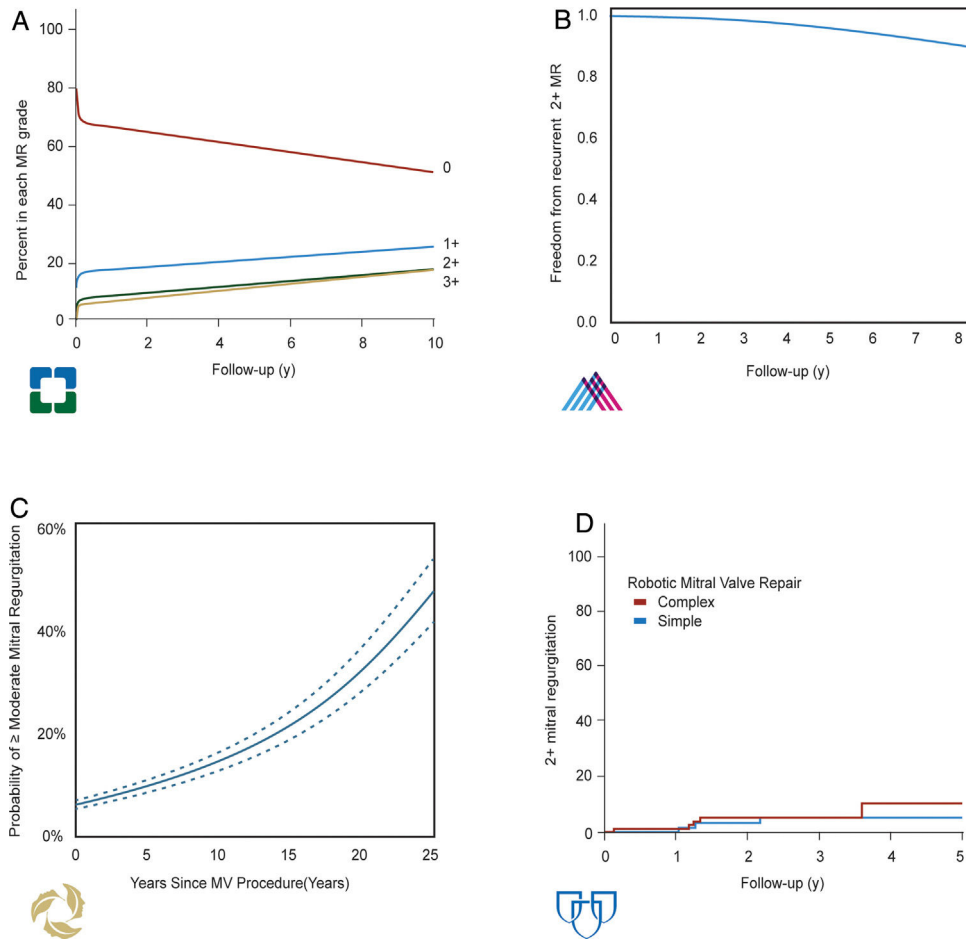 A
Percent in each MR grade
100
80
60
40
20
0
0
1+
2+
3+
0 2 4 6 8 10
Follow-up (y)
B
Freedom from recurrent 2+ MR
1.0
0.8
0.6
0.4
0.2
0.0
0 1 2 3 4 5 6 7 8
Follow-up (y)
C
Probability of ≥ Moderate Mitral Regurgitation
60%
40%
20%
0%
0 5 10 15 20 25
Years Since MV Procedure(Years)
D
2+ mitral regurgitation
100
80
60
40
20
0
Robotic Mitral Valve Repair
Complex
Simple
0 1 2 3 4 5
Follow-up (y)